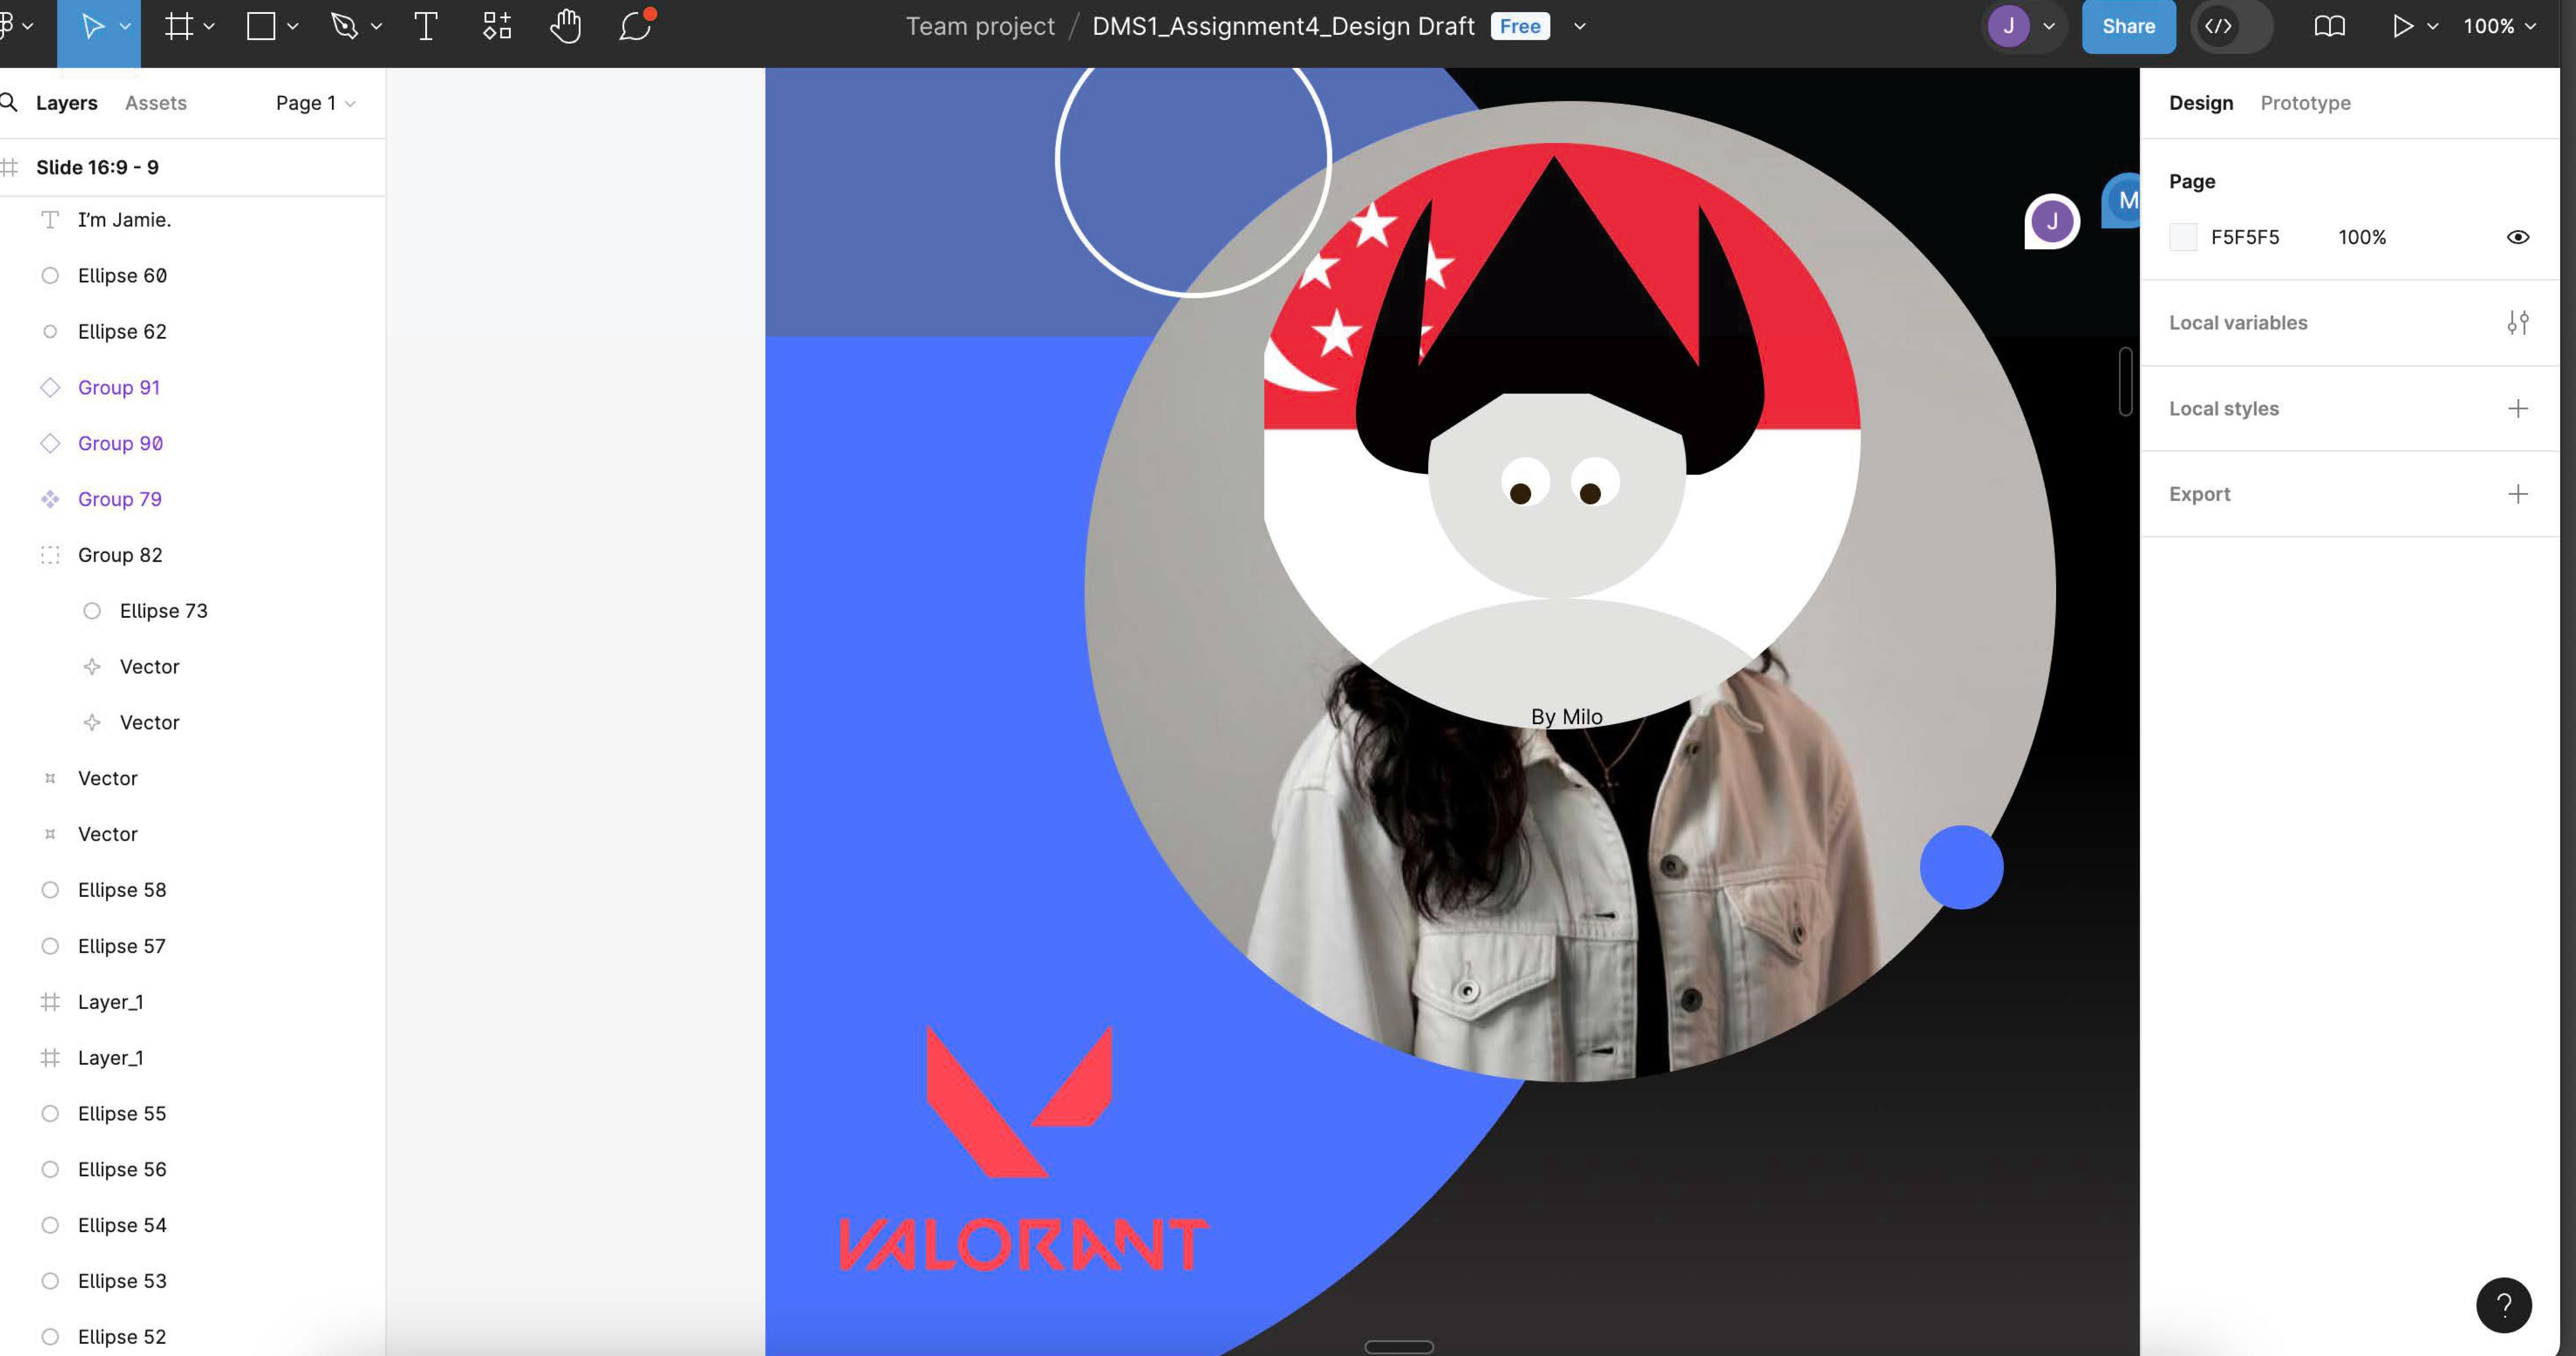 Team project / DMS1_Assignment4_Design Draft Free
J
Share
100%
Layers Assets Page 1
Slide 16:9 - 9
I'm Jamie.
Ellipse 60
Ellipse 62
Group 91
Group 90
Group 79
Group 82
Ellipse 73
Vector
Vector
Vector
Vector
Ellipse 58
Ellipse 57
Layer_1
Layer_1
Ellipse 55
Ellipse 56
Ellipse 54
Ellipse 53
Ellipse 52
J
M
By Milo
VALORANT
Design Prototype
Page
F5F5F5 100%
Local variables
Local styles
Export
?